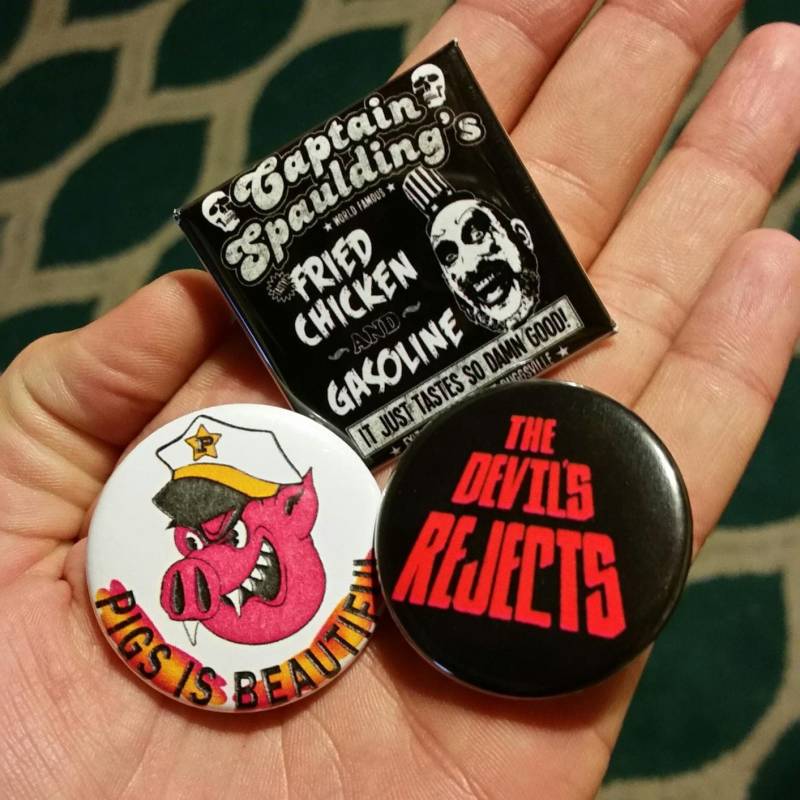 Captain
Spaulding's
★ WORLD FAMOUS ★
FRIED
CHICKEN
AND
GASOLINE
IT JUST TASTES SO DAMN GOOD!
RUGGSVILLE ★
P
PIGS IS BEAUTIFUL
THE
DEVIL'S
REJECTS